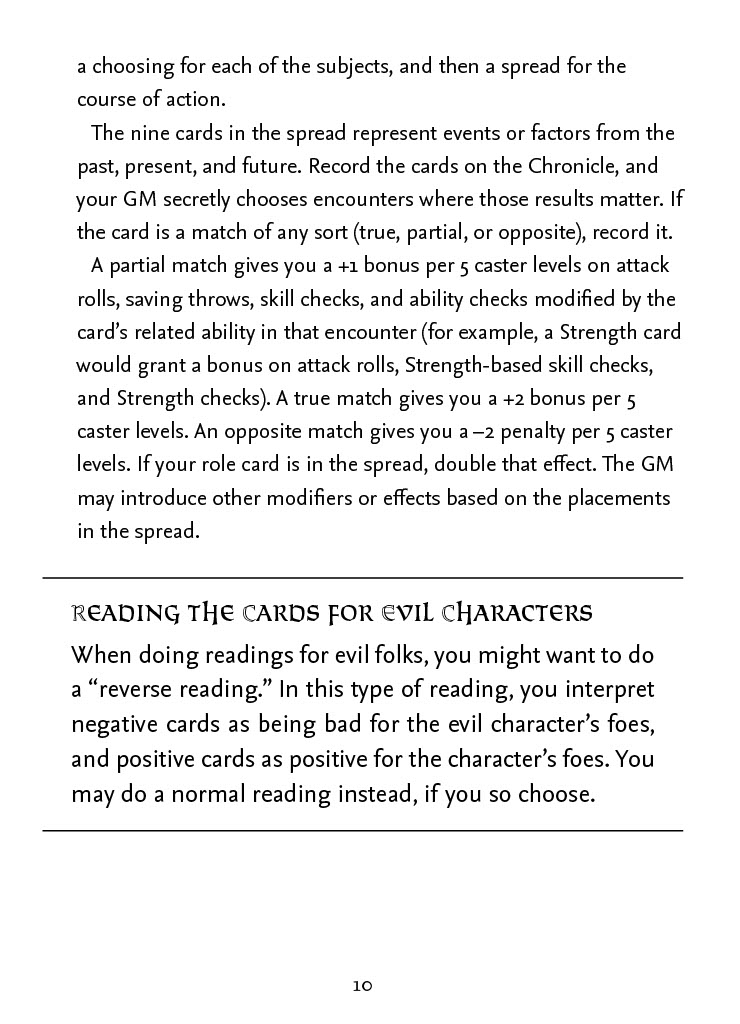 a choosing for each of the subjects, and then a spread for the
course of action.
The nine cards in the spread represent events or factors from the
past, present, and future. Record the cards on the Chronicle, and
your GM secretly chooses encounters where those results matter. If
the card is a match of any sort (true, partial, or opposite), record it.
A partial match gives you a +1 bonus per 5 caster levels on attack
rolls, saving throws, skill checks, and ability checks modified by the
card’s related ability in that encounter (for example, a Strength card
would grant a bonus on attack rolls, Strength-based skill checks,
and Strength checks). A true match gives you a +2 bonus per 5
caster levels. An opposite match gives you a –2 penalty per 5 caster
levels. If your role card is in the spread, double that effect. The GM
may introduce other modifiers or effects based on the placements
in the spread.
Reading the Cards for Evil Characters
When doing readings for evil folks, you might want to do
a “reverse reading.” In this type of reading, you interpret
negative cards as being bad for the evil character’s foes,
and positive cards as positive for the character’s foes. You
may do a normal reading instead, if you so choose.
10